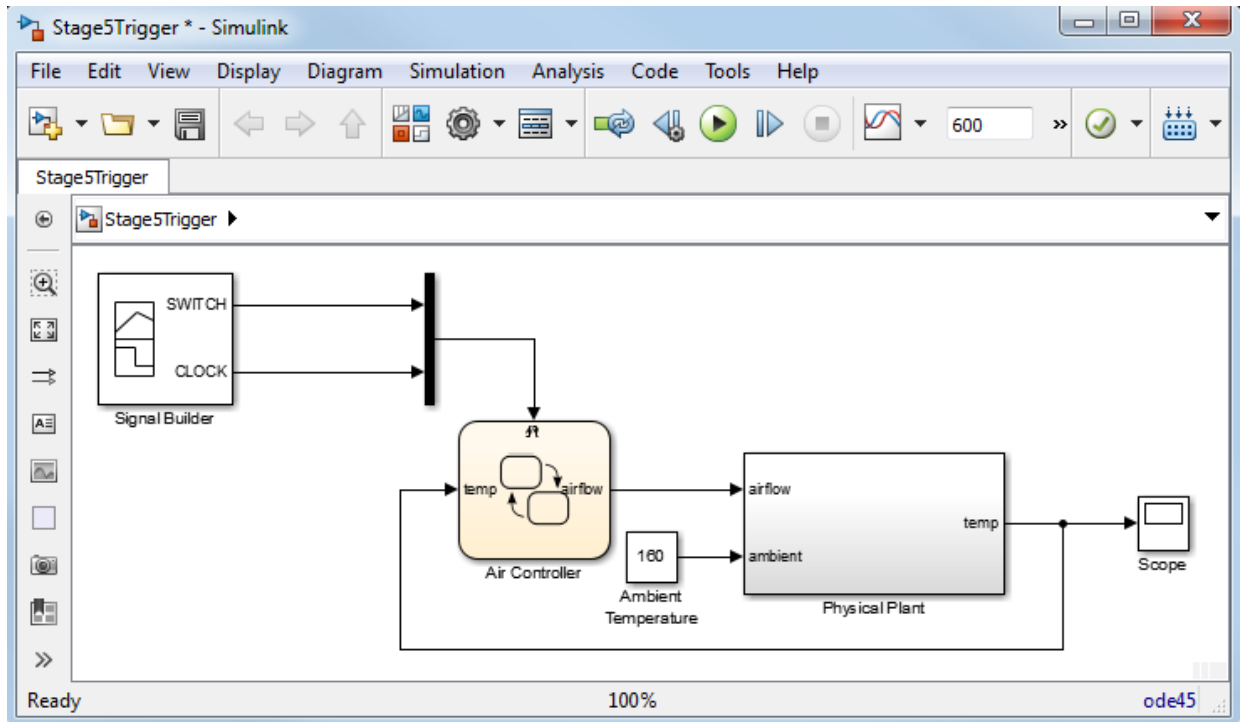 Stage5Trigger * - Simulink
File Edit View Display Diagram Simulation Analysis Code Tools Help
600
Stage5Trigger
Stage5Trigger
SWITCH
CLOCK
Signal Builder
temp
airflow
Air Controller
160
Ambient
Temperature
airflow
ambient
temp
Physical Plant
Scope
Ready 100% ode45